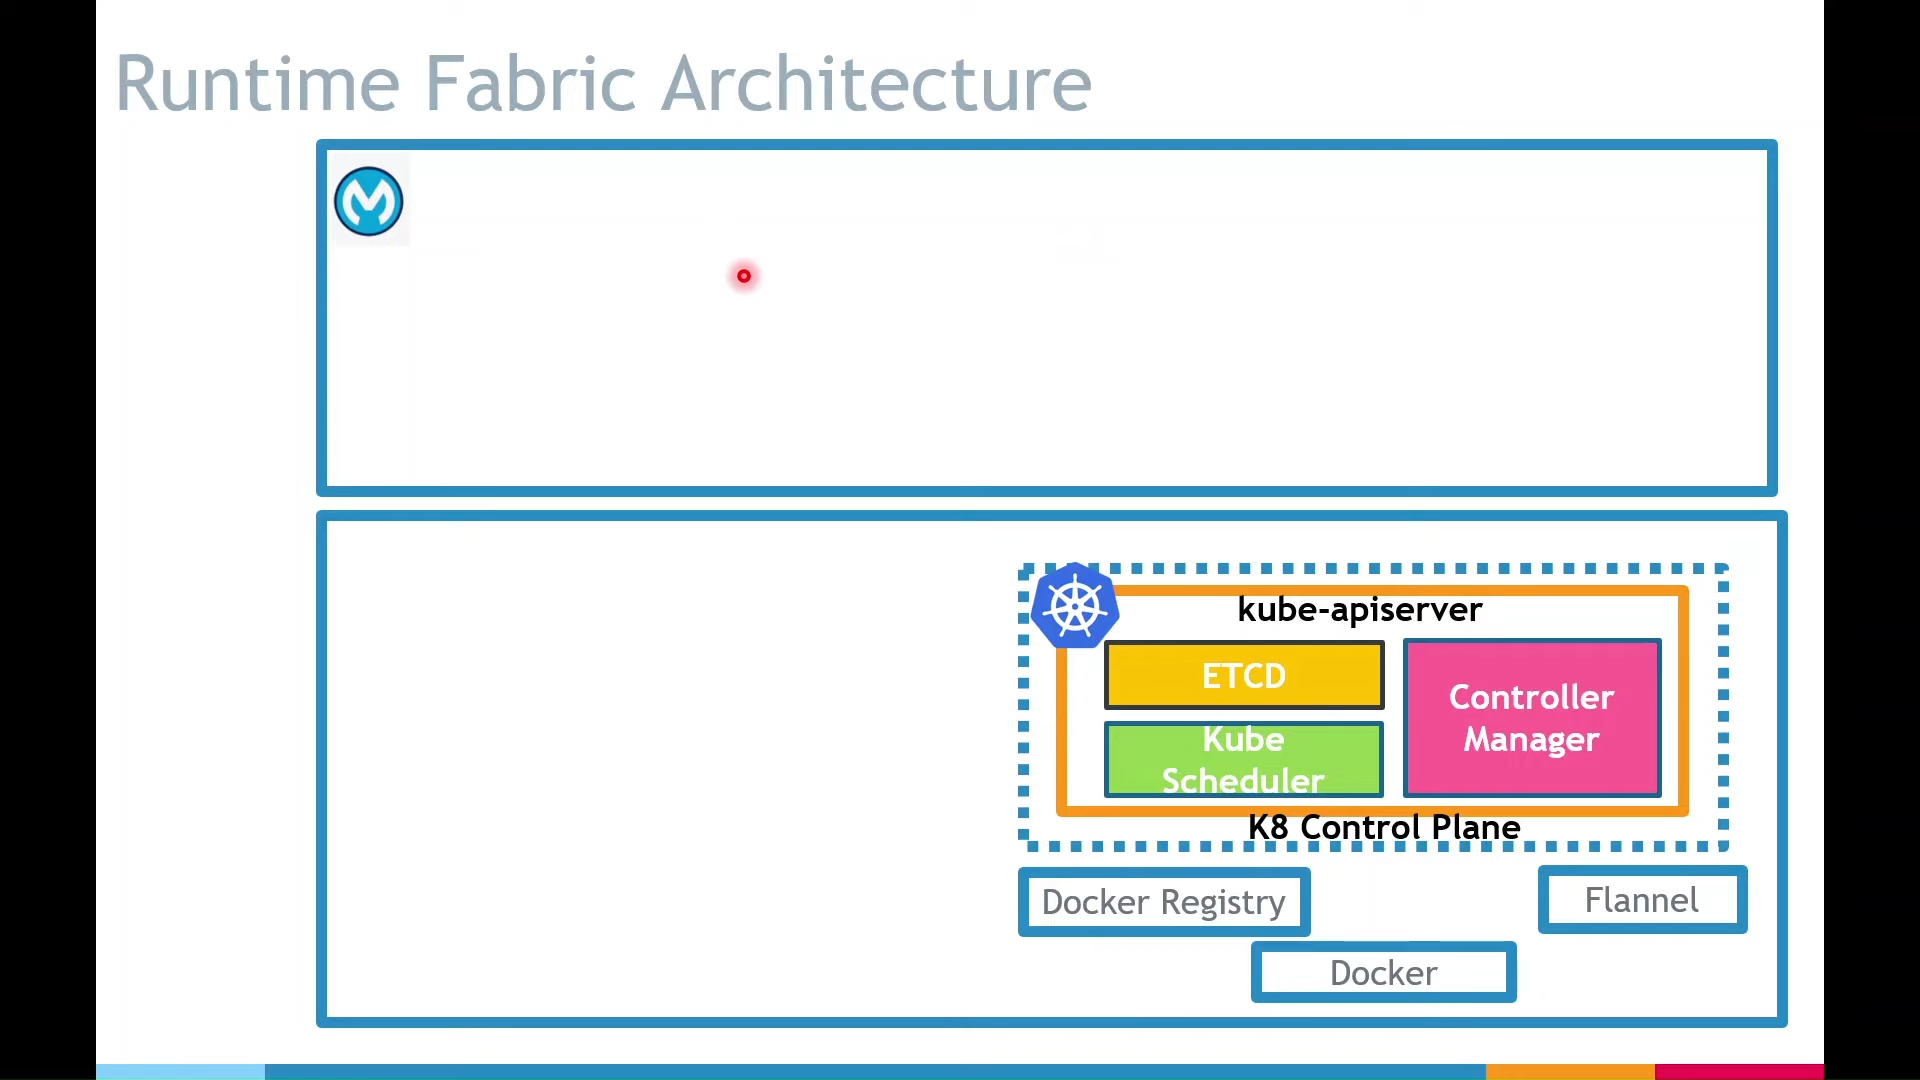 Runtime Fabric Architecture
kube-apiserver
ETCD
Controller
Manager
Kube
Scheduler
K8 Control Plane
Docker Registry
Flannel
Docker